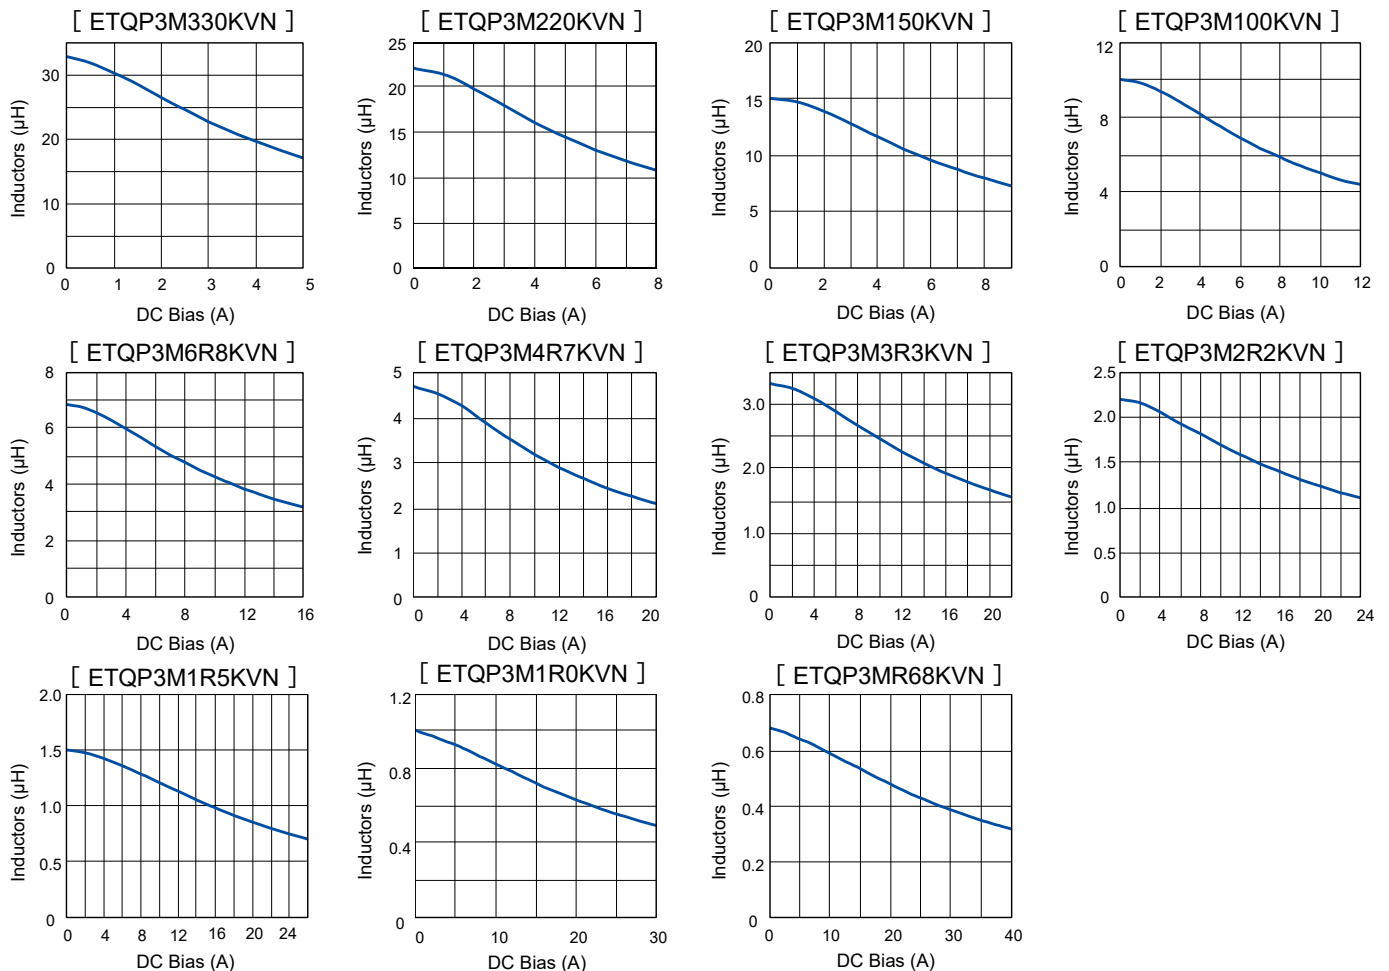 [ ETQP3M330KVN ]
Inductors (µH)
30
20
10
0
0 1 2 3 4 5
DC Bias (A)
[ ETQP3M220KVN ]
Inductors (µH)
25
20
15
10
5
0
0 2 4 6 8
DC Bias (A)
[ ETQP3M150KVN ]
Inductors (µH)
20
15
10
5
0
0 2 4 6 8
DC Bias (A)
[ ETQP3M100KVN ]
Inductors (µH)
12
8
4
0
0 2 4 6 8 10 12
DC Bias (A)
[ ETQP3M6R8KVN ]
Inductors (µH)
8
6
4
2
0
0 4 8 12 16
DC Bias (A)
[ ETQP3M4R7KVN ]
Inductors (µH)
5
4
3
2
1
0
0 4 8 12 16 20
DC Bias (A)
[ ETQP3M3R3KVN ]
Inductors (µH)
3.0
2.0
1.0
0
0 4 8 12 16 20
DC Bias (A)
[ ETQP3M2R2KVN ]
Inductors (µH)
2.5
2.0
1.5
1.0
0.5
0
0 4 8 12 16 20 24
DC Bias (A)
[ ETQP3M1R5KVN ]
Inductors (µH)
2.0
1.5
1.0
0.5
0
0 4 8 12 16 20 24
DC Bias (A)
[ ETQP3M1R0KVN ]
Inductors (µH)
1.2
0.8
0.4
0
0 10 20 30
DC Bias (A)
[ ETQP3MR68KVN ]
Inductors (µH)
0.8
0.6
0.4
0.2
0
0 10 20 30 40
DC Bias (A)